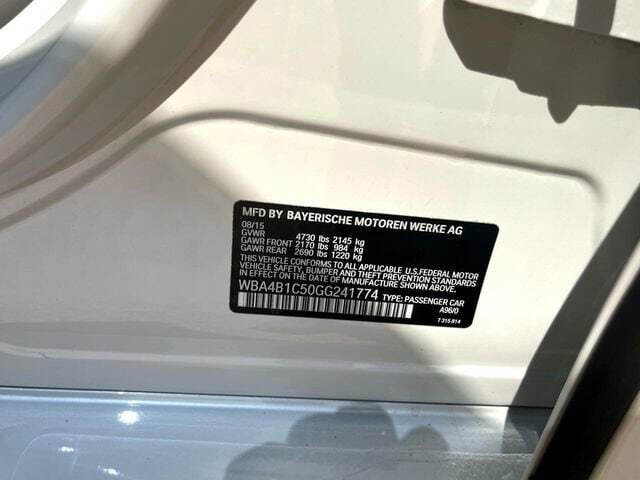 MFD BY BAYERISCHE MOTOREN WERKE AG
08/15
GVWR 4730 lbs 2145 kg
GAWR FRONT 2170 lbs 984 kg
GAWR REAR 2690 lbs 1220 kg
THIS VEHICLE CONFORMS TO ALL APPLICABLE U.S.FEDERAL MOTOR
VEHICLE SAFETY, BUMPER AND THEFT PREVENTION STANDARDS
IN EFFECT ON THE DATE OF MANUFACTURE SHOWN ABOVE.
WBA4B1C50GG241774 TYPE: PASSENGER CAR
A96/0
7 315 814